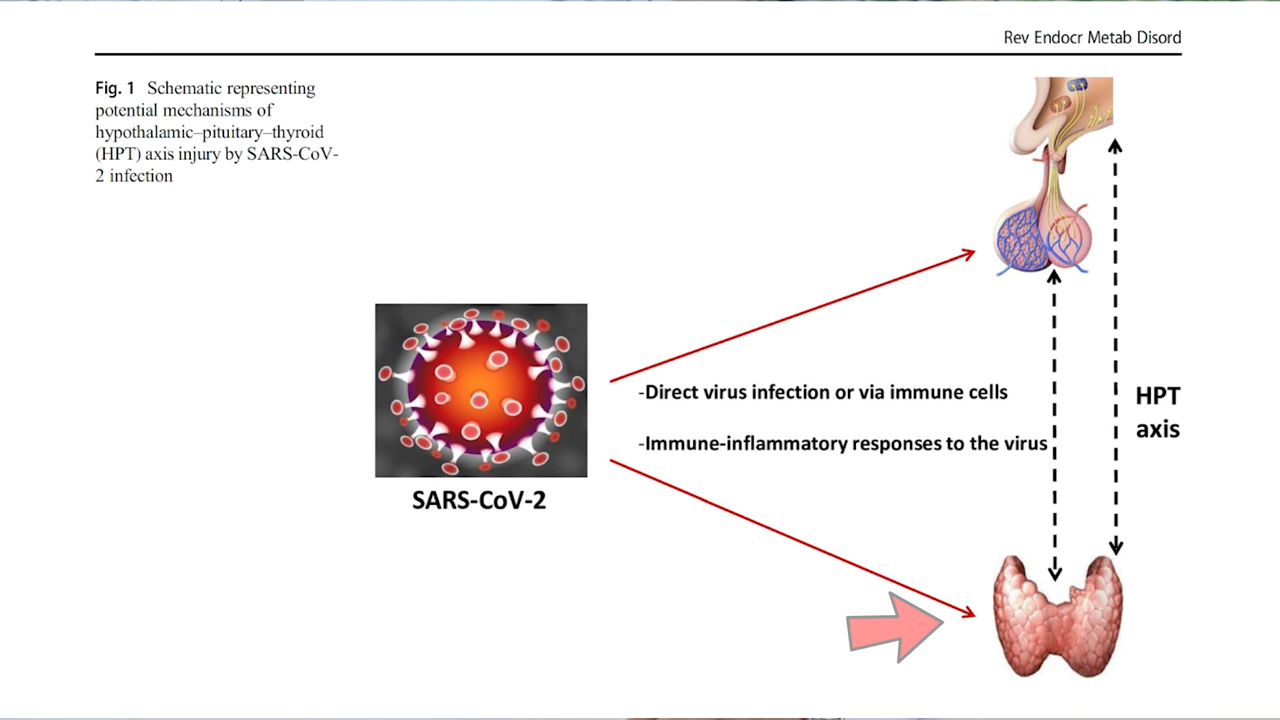 Rev Endocr Metab Disord
Fig. 1 Schematic representing
potential mechanisms of
hypothalamic–pituitary–thyroid
(HPT) axis injury by SARS-CoV-
2 infection
-Direct virus infection or via immune cells
-Immune-inflammatory responses to the virus
HPT
axis
SARS-CoV-2